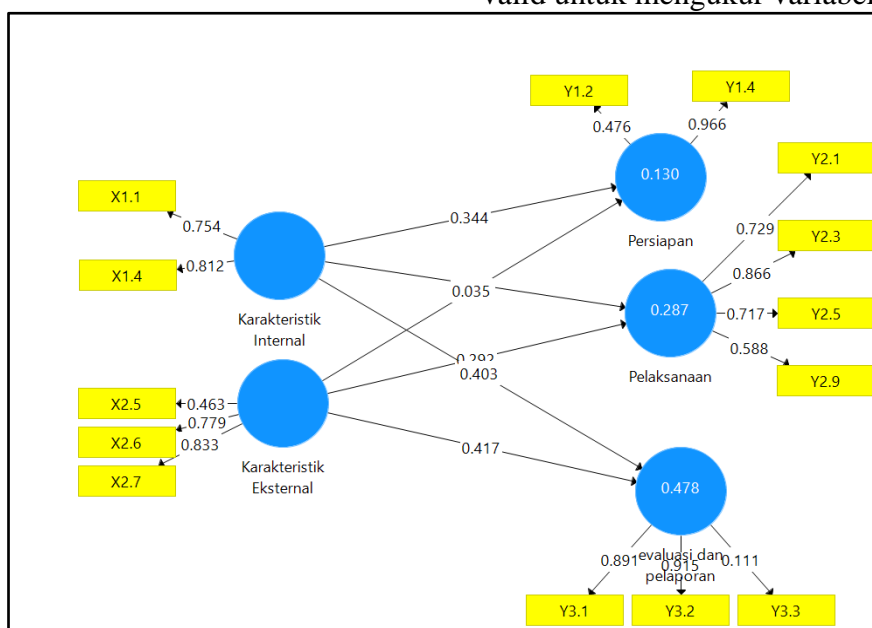 valid untuk mengukur variabel
Y1.2
Y1.4
0.476
0.966
Y2.1
0.130
X1.1
0.754
0.344
Persiapan
0.729
Y2.3
0.866
X1.4
0.812
0.035
0.287
0.717
Y2.5
Karakteristik
Internal
0.588
0.292
0.403
Pelaksanaan
Y2.9
X2.5
0.463
0.779
X2.6
0.833
X2.7
0.417
Karakteristik
Eksternal
0.478
evaluasi dan
pelaporan
0.891
0.915
0.111
Y3.1
Y3.2
Y3.3